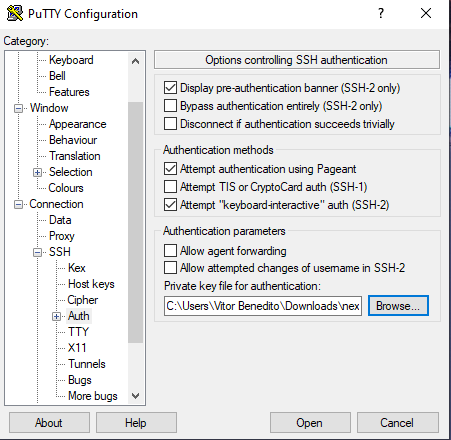 PuTTY Configuration
?
Category:
Keyboard
Bell
Features
Window
Appearance
Behaviour
Translation
Selection
Colours
Connection
Data
Proxy
SSH
Kex
Host keys
Cipher
Auth
TTY
X11
Tunnels
Bugs
More bugs
Options controlling SSH authentication
Display pre-authentication banner (SSH-2 only)
Bypass authentication entirely (SSH-2 only)
Disconnect if authentication succeeds trivially
Authentication methods
Attempt authentication using Pageant
Attempt TIS or CryptoCard auth (SSH-1)
Attempt "keyboard-interactive" auth (SSH-2)
Authentication parameters
Allow agent forwarding
Allow attempted changes of username in SSH-2
Private key file for authentication:
C:\Users\Vitor Benedito\Downloads\nex
Browse...
About
Help
Open
Cancel